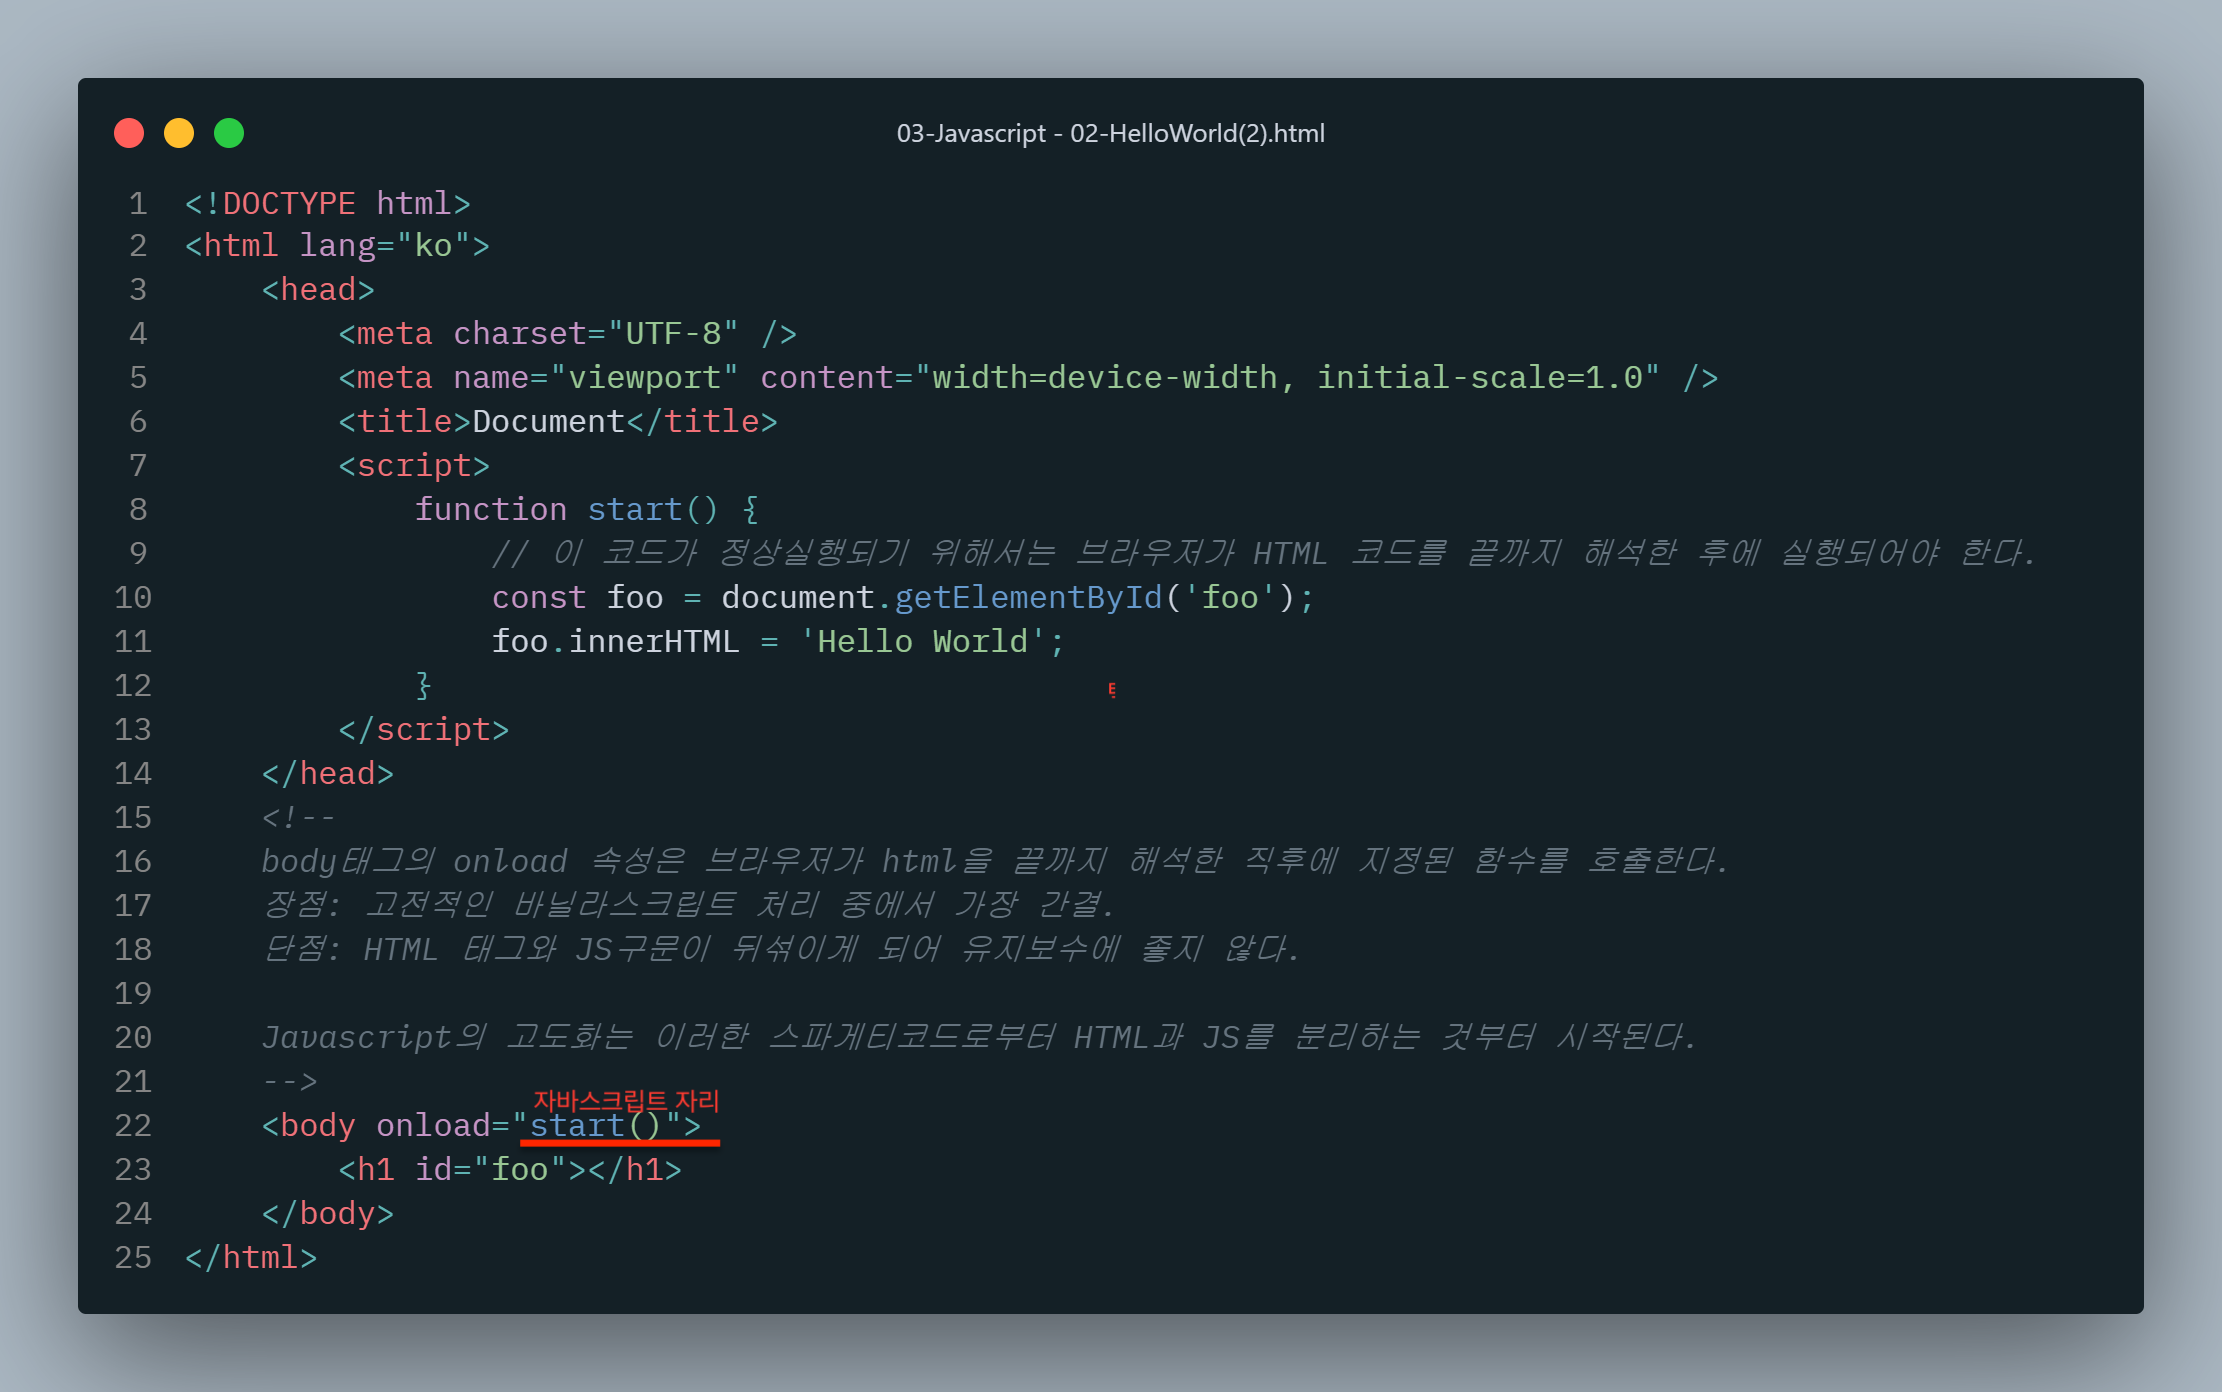 03-Javascript - 02-HelloWorld(2).html
1 <!DOCTYPE html>
2 <html lang="ko">
3     <head>
4         <meta charset="UTF-8" />
5         <meta name="viewport" content="width=device-width, initial-scale=1.0" />
6         <title>Document</title>
7         <script>
8             function start() {
9                 // 이 코드가 정상실행되기 위해서는 브라우저가 HTML 코드를 끝까지 해석한 후에 실행되어야 한다.
10                 const foo = document.getElementById('foo');
11                 foo.innerHTML = 'Hello World';
12             }
13         </script>
14     </head>
15     <!--
16     body태그의 onload 속성은 브라우저가 html을 끝까지 해석한 직후에 지정된 함수를 호출한다.
17     장점: 고전적인 바닐라스크립트 처리 중에서 가장 간결.
18     단점: HTML 태그와 JS구문이 뒤섞이게 되어 유지보수에 좋지 않다.
19
20     Javascript의 고도화는 이러한 스파게티코드로부터 HTML과 JS를 분리하는 것부터 시작된다.
21     -->
자바스크립트 자리
22     <body onload="start()">
23         <h1 id="foo"></h1>
24     </body>
25 </html>